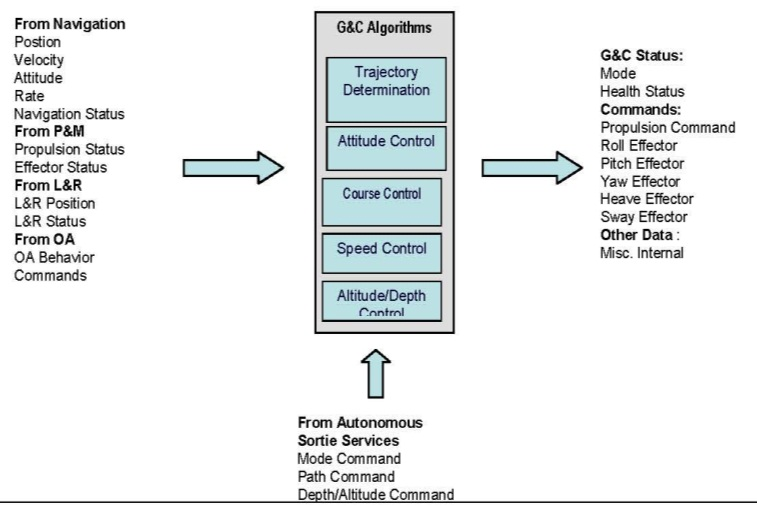 From Navigation
Postion
Velocity
Attitude
Rate
Navigation Status
From P&M
Propulsion Status
Effector Status
From L&R
L&R Position
L&R Status
From OA
OA Behavior
Commands
G&C Algorithms
Trajectory
Determination
Attitude Control
Course Control
Speed Control
Altitude/Depth
Control
From Autonomous
Sortie Services
Mode Command
Path Command
Depth/Altitude Command
G&C Status:
Mode
Health Status
Commands:
Propulsion Command
Roll Effector
Pitch Effector
Yaw Effector
Heave Effector
Sway Effector
Other Data :
Misc. Internal